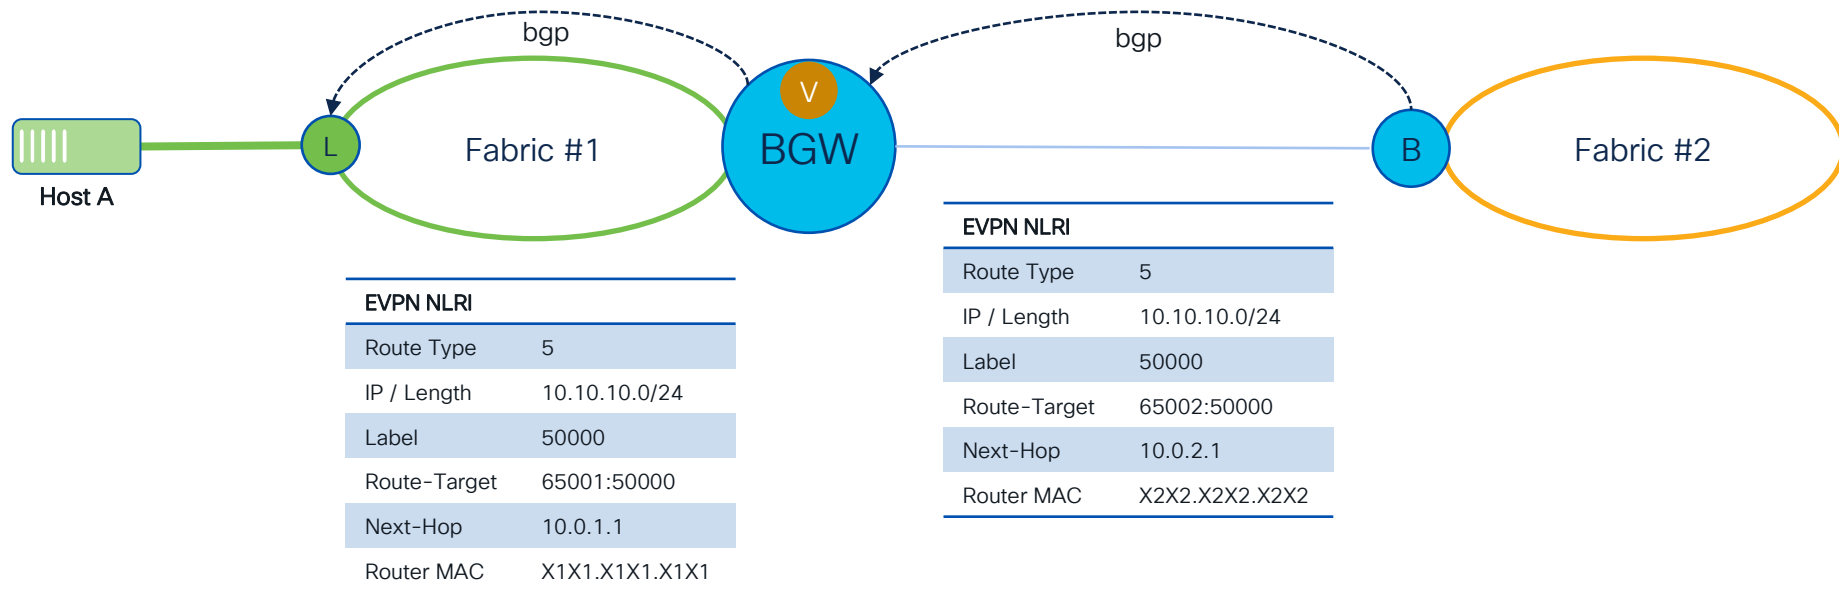 bgp
bgp
V
L
Fabric #1
BGW
B
Fabric #2
Host A
EVPN NLRI
Route Type 5
IP / Length 10.10.10.0/24
Label 50000
Route-Target 65001:50000
Next-Hop 10.0.1.1
Router MAC X1X1.X1X1.X1X1
EVPN NLRI
Route Type 5
IP / Length 10.10.10.0/24
Label 50000
Route-Target 65002:50000
Next-Hop 10.0.2.1
Router MAC X2X2.X2X2.X2X2